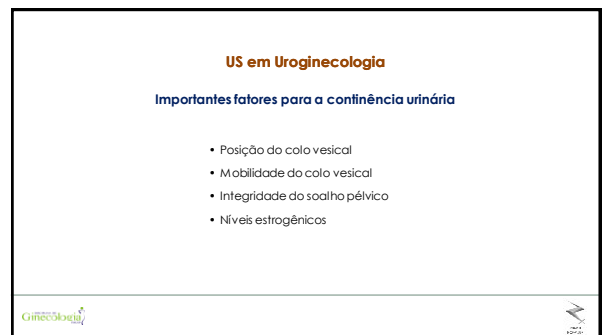 US em Uroginecologia
Importantes fatores para a continência urinária
• Posição do colo vesical
• Mobilidade do colo vesical
• Integridade do soalho pélvico
• Níveis estrogênicos
Ginecologia